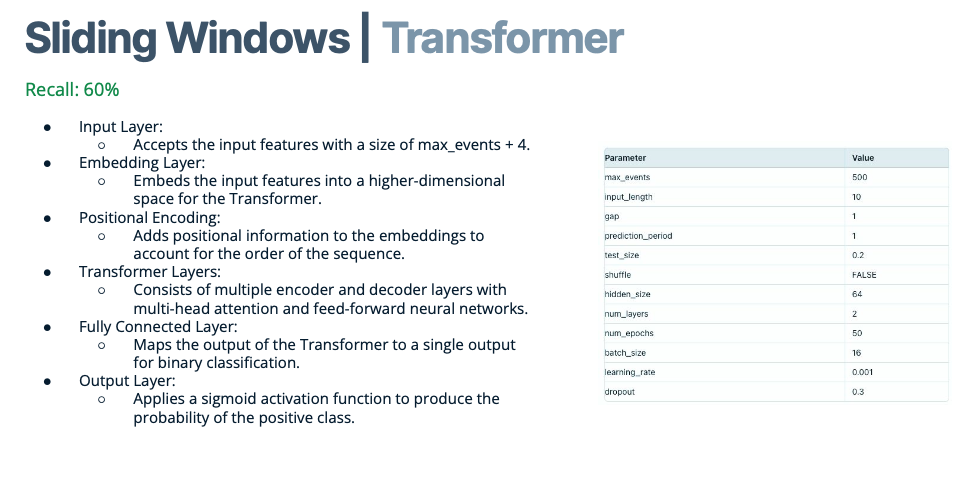 Sliding Windows | Transformer
Recall: 60%
● Input Layer:
○ Accepts the input features with a size of max_events + 4.
● Embedding Layer:
○ Embeds the input features into a higher-dimensional
space for the Transformer.
● Positional Encoding:
○ Adds positional information to the embeddings to
account for the order of the sequence.
● Transformer Layers:
○ Consists of multiple encoder and decoder layers with
multi-head attention and feed-forward neural networks.
● Fully Connected Layer:
○ Maps the output of the Transformer to a single output
for binary classification.
● Output Layer:
○ Applies a sigmoid activation function to produce the
probability of the positive class.
Parameter Value
max_events 500
input_length 10
gap 1
prediction_period 1
test_size 0.2
shuffle FALSE
hidden_size 64
num_layers 2
num_epochs 50
batch_size 16
learning_rate 0.001
dropout 0.3